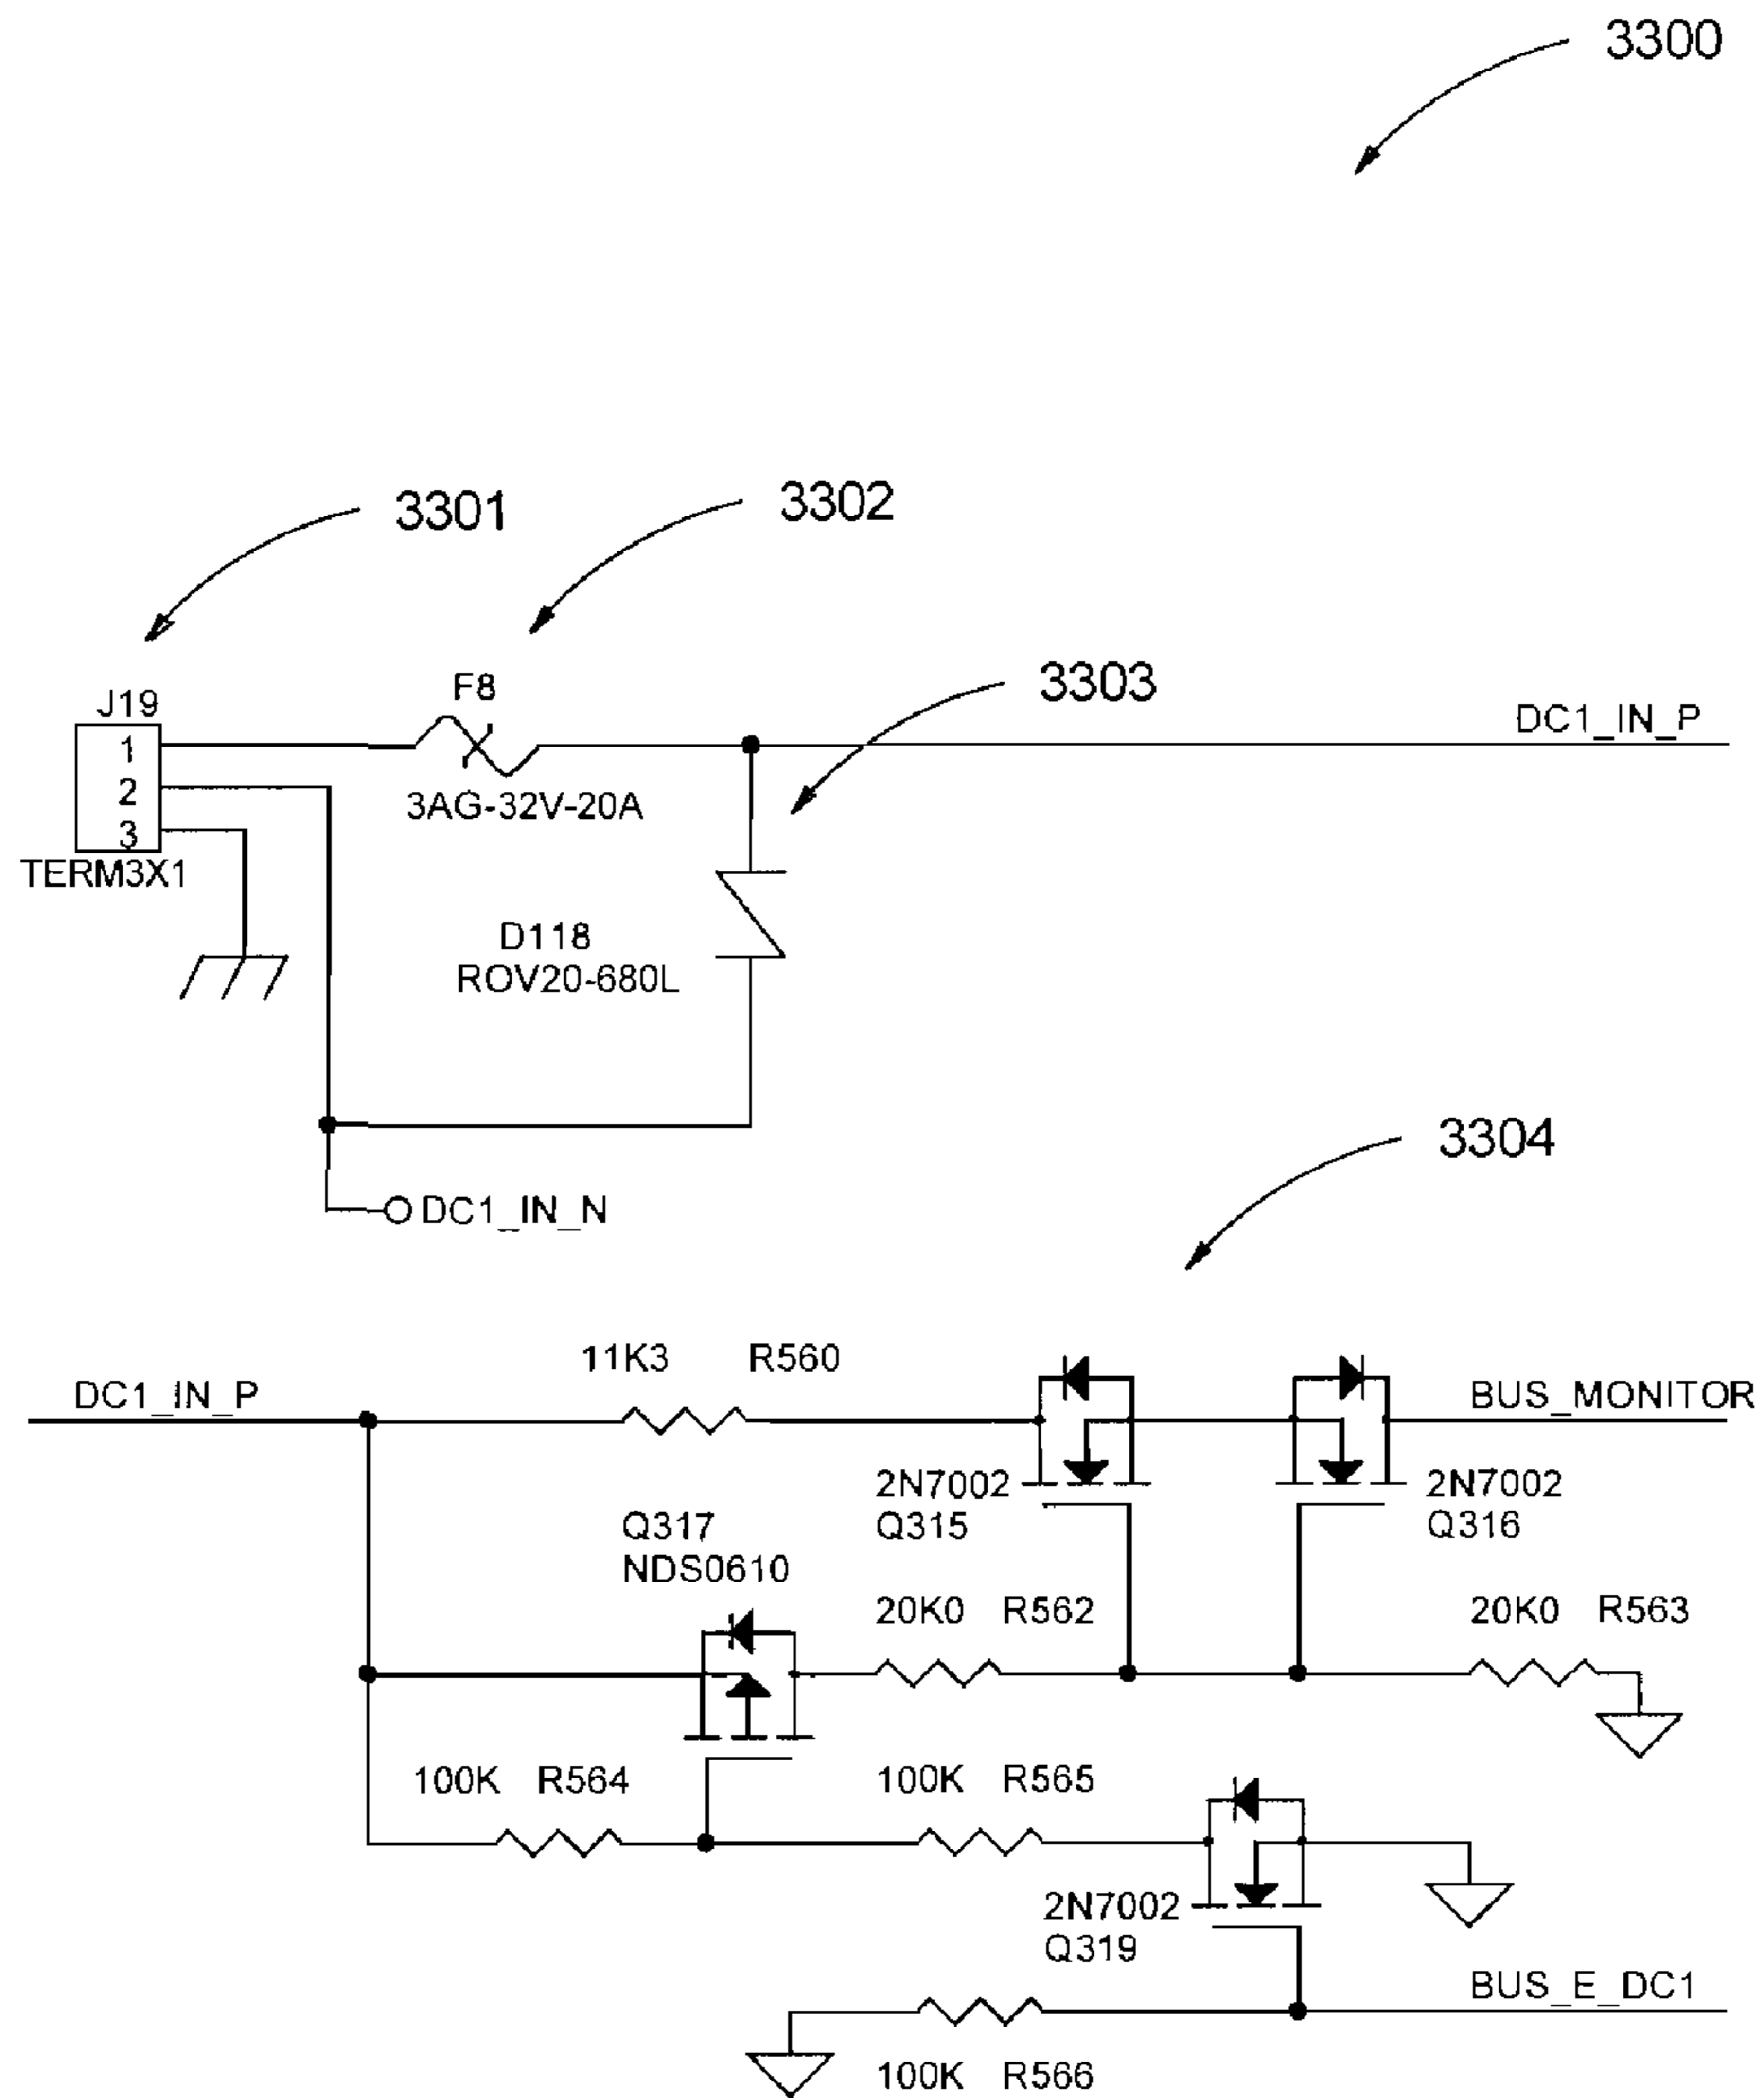 3300
3301
3302
3303
J19
1
2
3
TERM3X1
F8
3AG-32V-20A
DC1_IN_P
D118
ROV20-680L
DC1_IN_N
3304
DC1_IN_P
11K3 R560
BUS_MONITOR
2N7002
Q315
2N7002
Q316
Q317
NDS0610
20K0 R562
20K0 R563
100K R564
100K R565
2N7002
Q319
BUS_E_DC1
100K R566